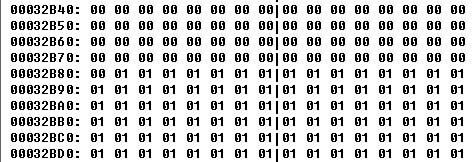 00032B40: 00 00 00 00 00 00 00 00|00 00 00 00 00 00 00 00
00032B50: 00 00 00 00 00 00 00 00|00 00 00 00 00 00 00 00
00032B60: 00 00 00 00 00 00 00 00|00 00 00 00 00 00 00 00
00032B70: 00 00 00 00 00 00 00 00|00 00 00 00 00 00 00 00
00032B80: 00 01 01 01 01 01 01 01|01 01 01 01 01 01 01 01
00032B90: 01 01 01 01 01 01 01 01|01 01 01 01 01 01 01 01
00032BA0: 01 01 01 01 01 01 01 01|01 01 01 01 01 01 01 01
00032BB0: 01 01 01 01 01 01 01 01|01 01 01 01 01 01 01 01
00032BC0: 01 01 01 01 01 01 01 01|01 01 01 01 01 01 01 01
00032BD0: 01 01 01 01 01 01 01 01|01 01 01 01 01 01 01 01